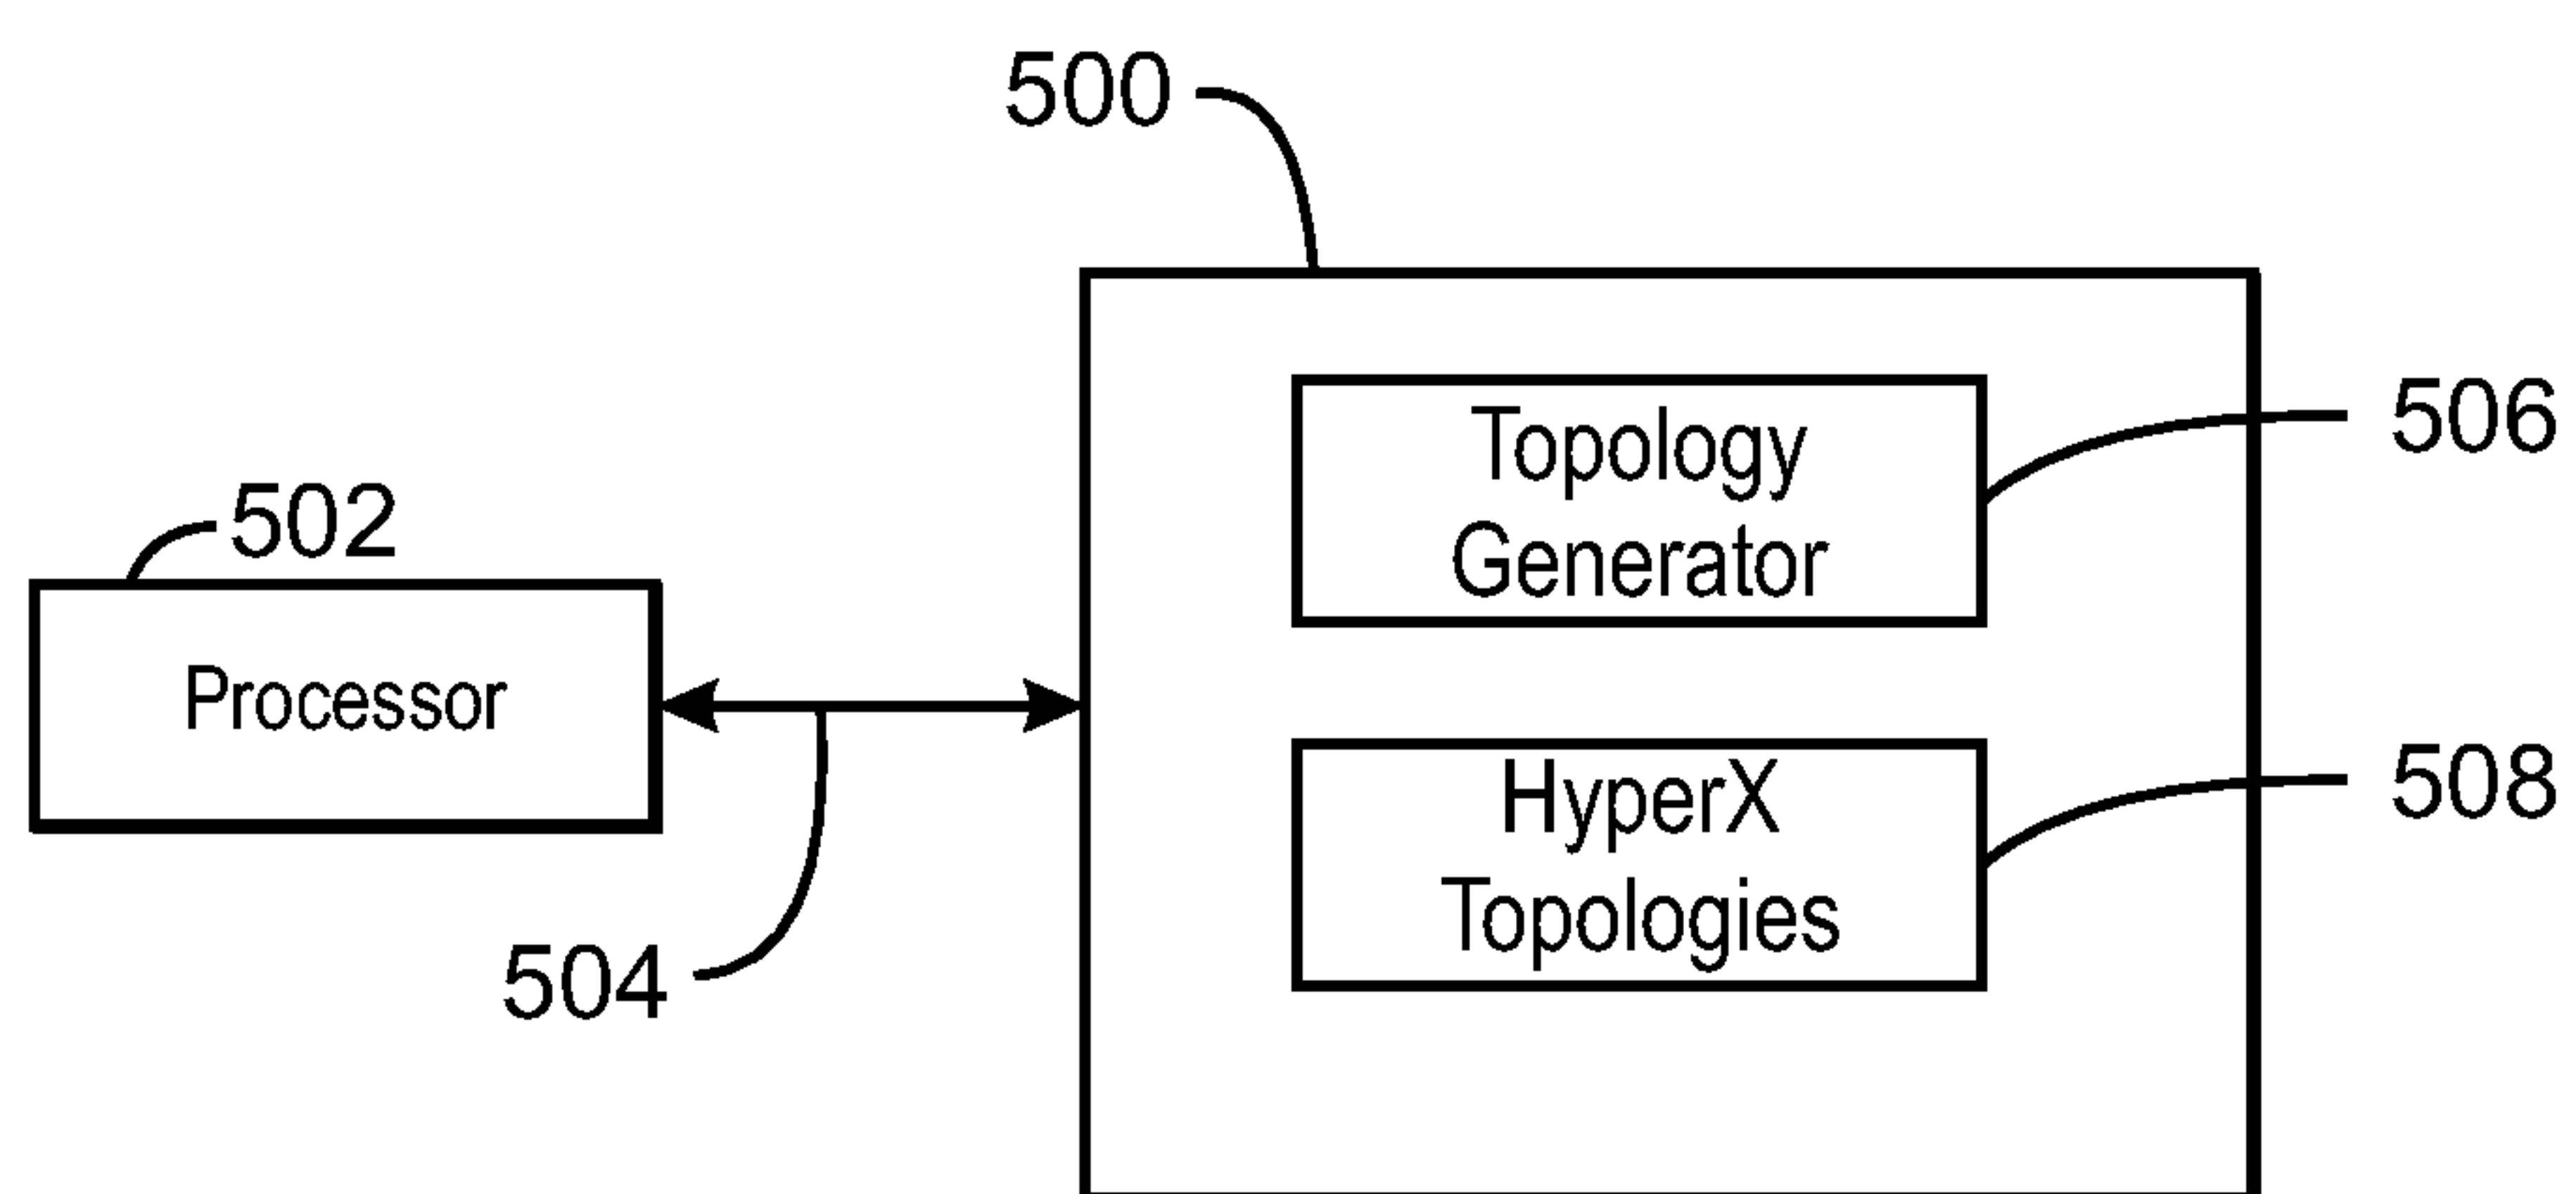 500
502
Processor
504
Topology
Generator
506
HyperX
Topologies
508